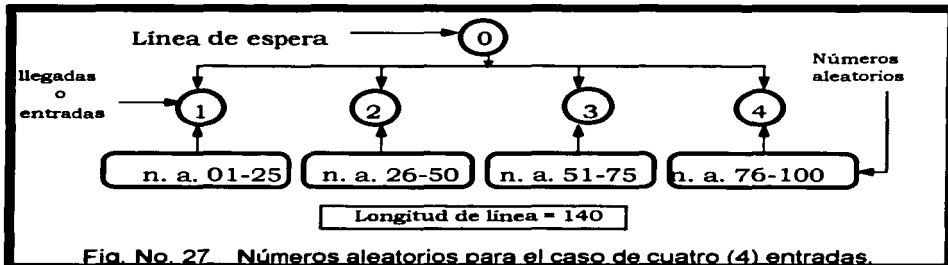 Línea de espera
0
Números
aleatorios
llegadas
o
entradas
1
2
3
4
n. a. 01-25
n. a. 26-50
n. a. 51-75
n. a. 76-100
Longitud de línea = 140
Fig. No. 27 Números aleatorios para el caso de cuatro (4) entradas.